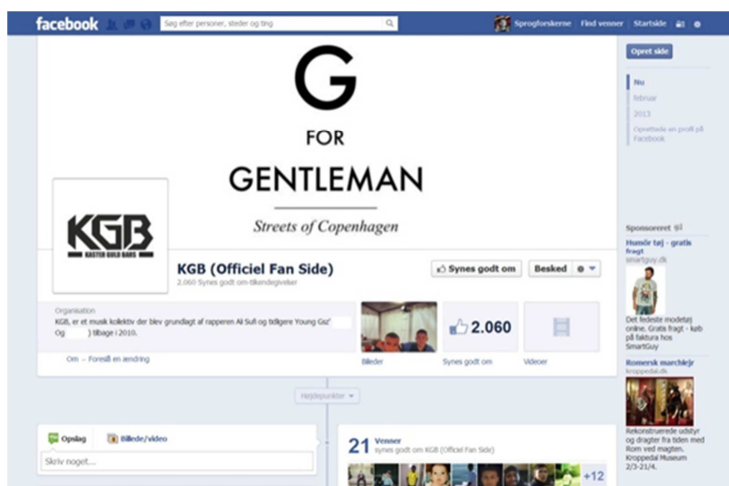 facebook
Søg efter personer, steder og ting
Sprogforskerne Find venner Startside
G
FOR
GENTLEMAN
Streets of Copenhagen
KGB
KASTER GULD BARS
KGB (Officiel Fan Side)
2.060 Synes godt om-tilkendegivelser
Synes godt om
Besked
Organisation
KGB, er et musik kolektiv der blev grundlagt af rapperen Ali Sufi og tidligere Young Giz'
Og ) tilbage i 2010.
Om – Foreslå en ændring
Billeder
2.060
Synes godt om
Videoer
Højdepunkter
Opslag
Billede/video
Skriv noget...
21 Venner
synes godt om KGB (Officiel Fan Side)
+12
Opret side
Nu
februar
2013
Oprettede en profil på
Facebook
Sponsoreret
Humör tøj - gratis
fragt
smartguy.dk
Det fedeste modetøj
online. Gratis fragt - køb
på faktura hos
SmartGuy
Romersk marchlejr
kroppedal.dk
Rekonstruerede udstyr
og dragter fra tiden med
Rom ved magten.
Kroppedal Museum
2/3-21/4.